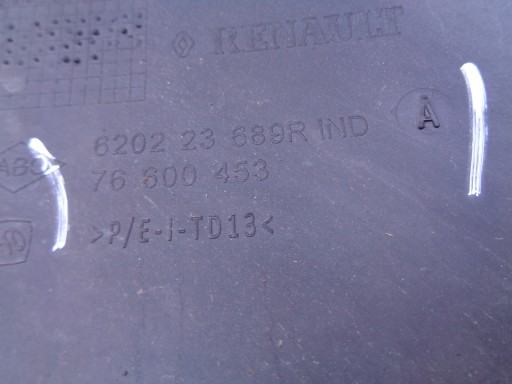 RENAULT
A
6202 23 689R IND
76 600 453
>P/E-I-TD13<